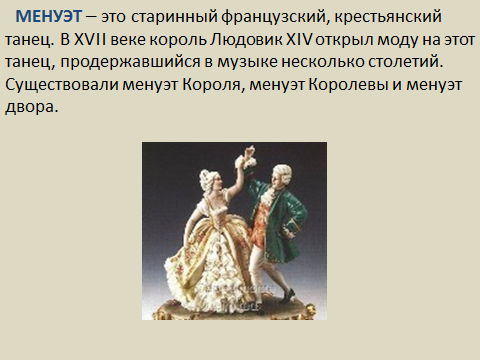 МЕНУЭТ – это старинный французский, крестьянский
танец. В XVII веке король Людовик XIV открыл моду на этот
танец, продержавшийся в музыке несколько столетий.
Существовали менуэт Короля, менуэт Королевы и менуэт
двора.